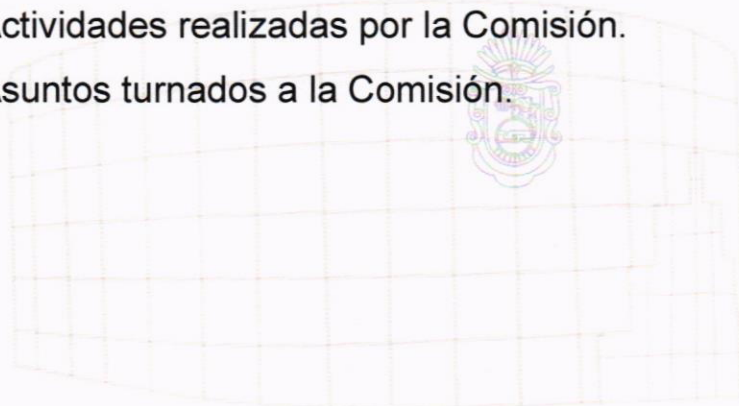 ctividades realizadas por la Comisión.
suntos turnados a la Comisión.